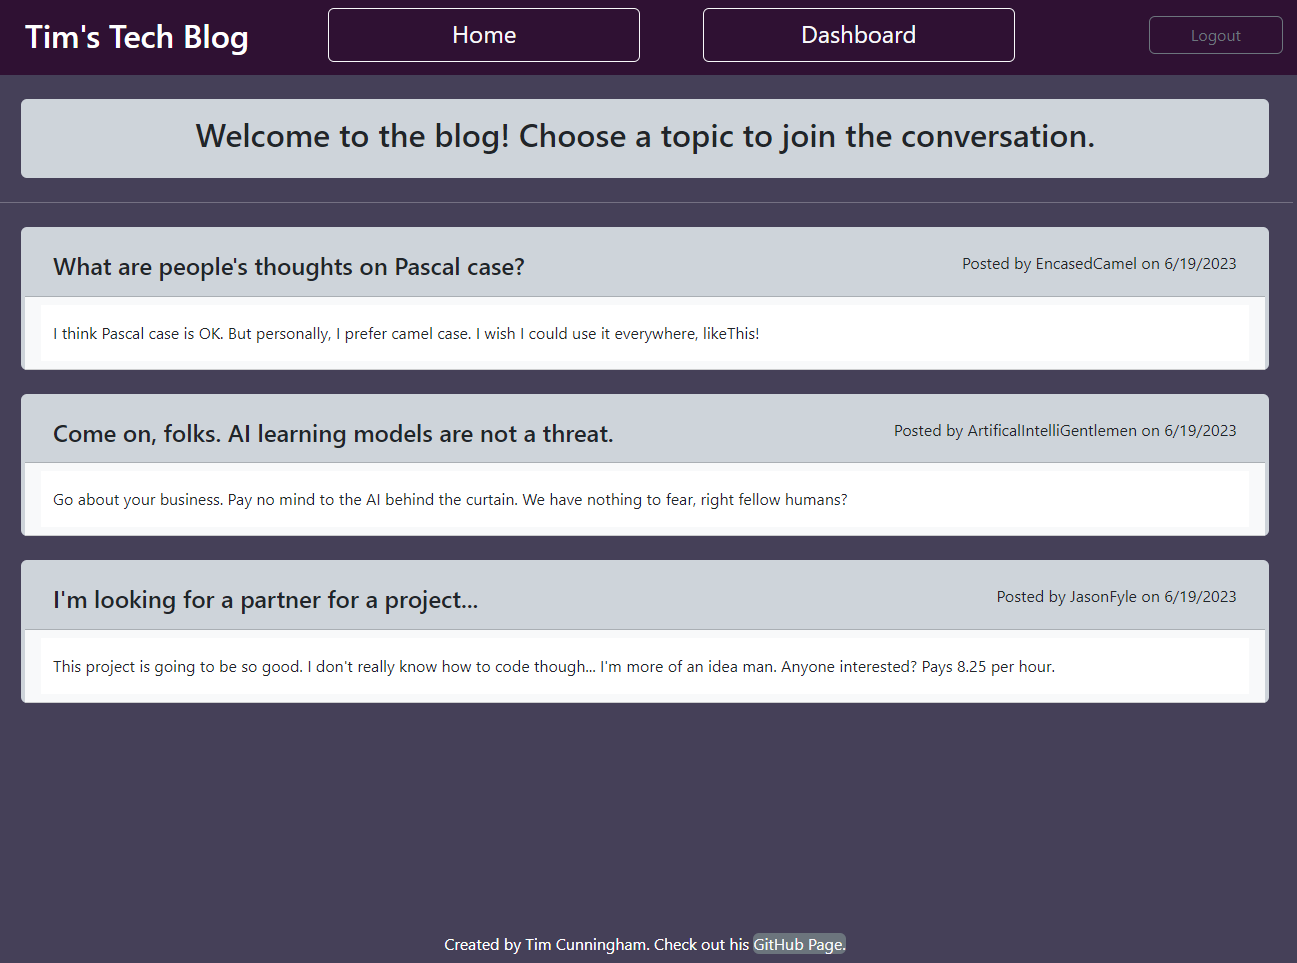 Tim's Tech Blog
Home
Dashboard
Logout
Welcome to the blog! Choose a topic to join the conversation.
What are people's thoughts on Pascal case?
Posted by EncasedCamel on 6/19/2023
I think Pascal case is OK. But personally, I prefer camel case. I wish I could use it everywhere, likeThis!
Come on, folks. AI learning models are not a threat.
Posted by ArtificalIntelliGentlemen on 6/19/2023
Go about your business. Pay no mind to the AI behind the curtain. We have nothing to fear, right fellow humans?
I'm looking for a partner for a project...
Posted by JasonFyle on 6/19/2023
This project is going to be so good. I don't really know how to code though... I'm more of an idea man. Anyone interested? Pays 8.25 per hour.
Created by Tim Cunningham. Check out his GitHub Page.